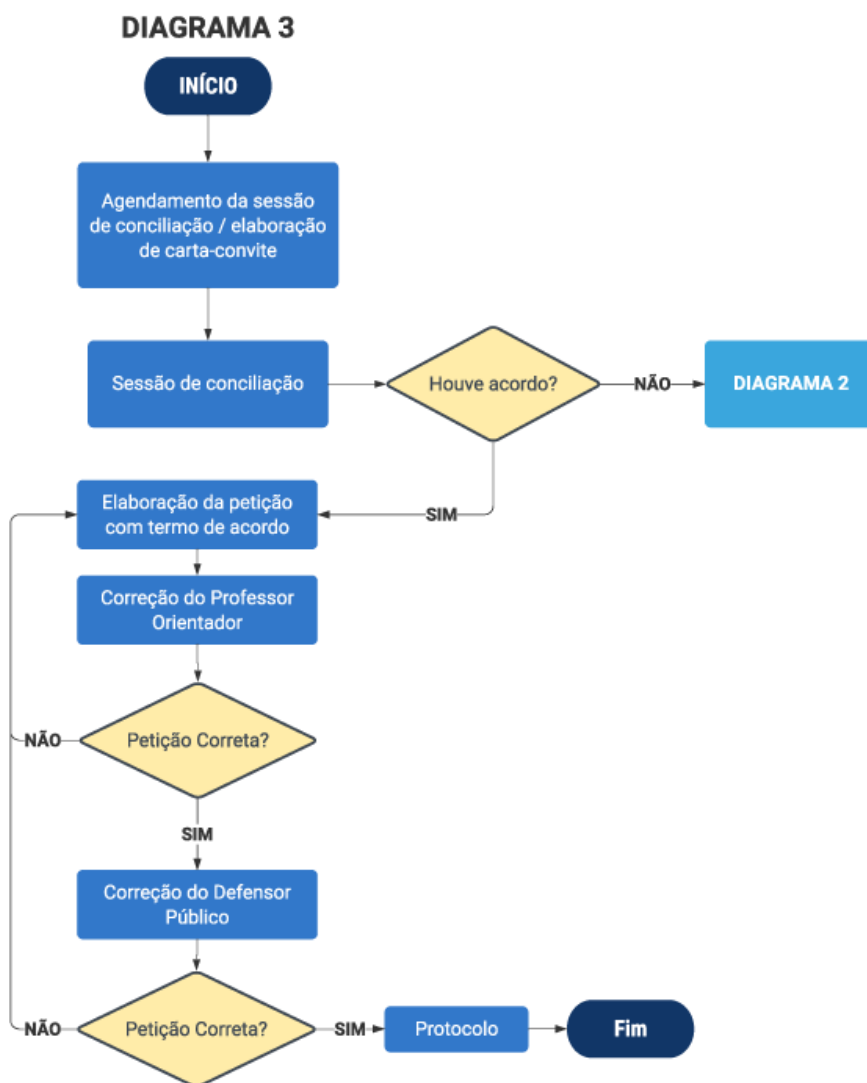 DIAGRAMA 3
INÍCIO
Agendamento da sessão
de conciliação / elaboração
de carta-convite
Sessão de conciliação
Houve acordo?
NÃO
DIAGRAMA 2
SIM
Elaboração da petição
com termo de acordo
Correção do Professor
Orientador
Petição Correta?
NÃO
SIM
Correção do Defensor
Público
Petição Correta?
NÃO
SIM
Protocolo
Fim